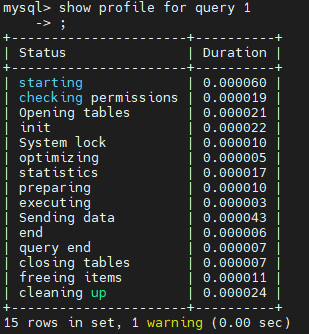 mysql> show profile for query 1
    -> ;
+----------------------+----------+
| Status               | Duration |
+----------------------+----------+
| starting             | 0.000060 |
| checking permissions | 0.000019 |
| Opening tables       | 0.000021 |
| init                 | 0.000022 |
| System lock          | 0.000010 |
| optimizing           | 0.000005 |
| statistics           | 0.000017 |
| preparing            | 0.000010 |
| executing            | 0.000003 |
| Sending data         | 0.000043 |
| end                  | 0.000006 |
| query end            | 0.000007 |
| closing tables       | 0.000007 |
| freeing items        | 0.000011 |
| cleaning up          | 0.000024 |
+----------------------+----------+
15 rows in set, 1 warning (0.00 sec)